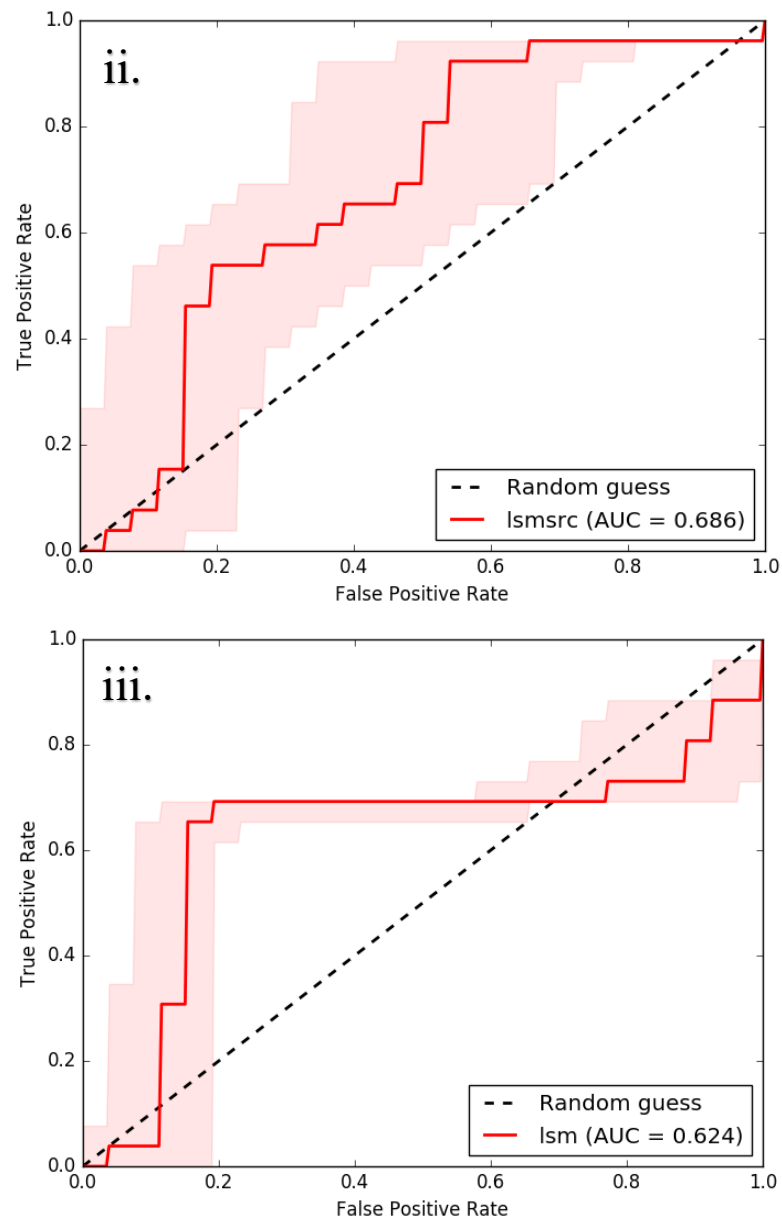 ii.
1.0
0.8
0.6
0.4
0.2
0.0
True Positive Rate
Random guess
lsmsrc (AUC = 0.686)
0.0 0.2 0.4 0.6 0.8 1.0
False Positive Rate
iii.
1.0
0.8
0.6
0.4
0.2
0.0
True Positive Rate
Random guess
lsm (AUC = 0.624)
0.0 0.2 0.4 0.6 0.8 1.0
False Positive Rate